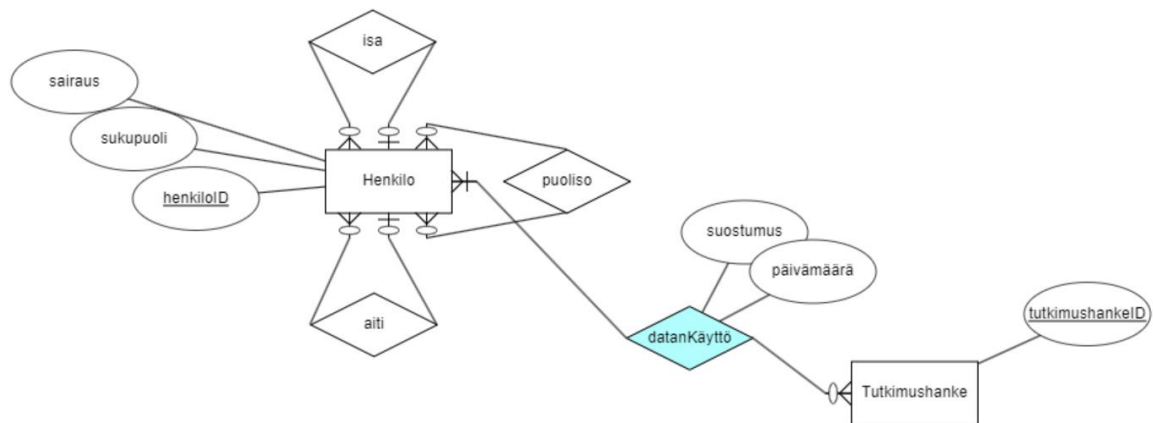 isa
sairaus
sukupuoli
Henkilo
puoliso
henkiloID
suostumus
päivämäärä
aiti
datanKäyttö
tutkimushankeID
Tutkimushanke